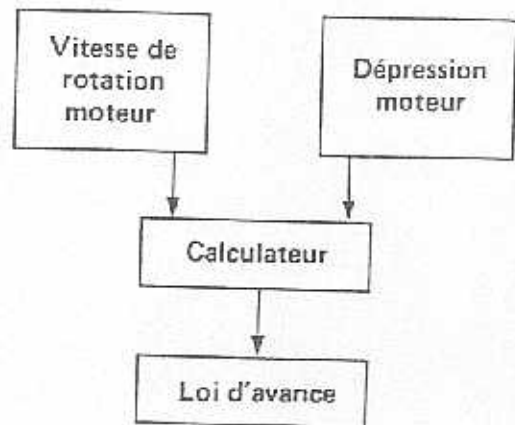 Vitesse de
rotation
moteur
Dépression
moteur
Calculateur
Loi d'avance